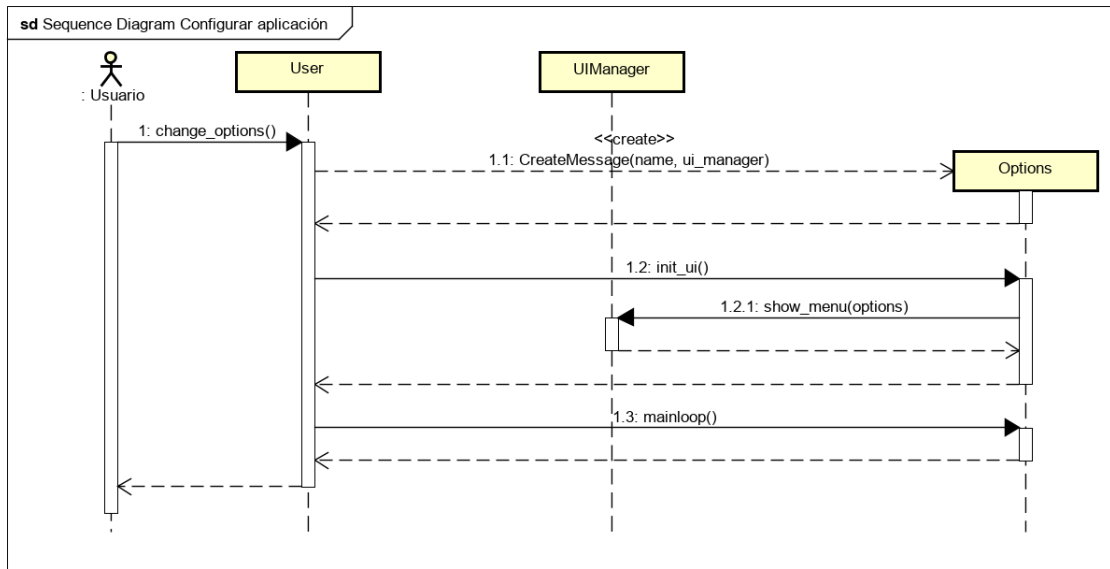 sd Sequence Diagram Configurar aplicación
: Usuario
User
UIManager
1: change_options()
<<create>>
1.1: CreateMessage(name, ui_manager)
Options
1.2: init_ui()
1.2.1: show_menu(options)
1.3: mainloop()